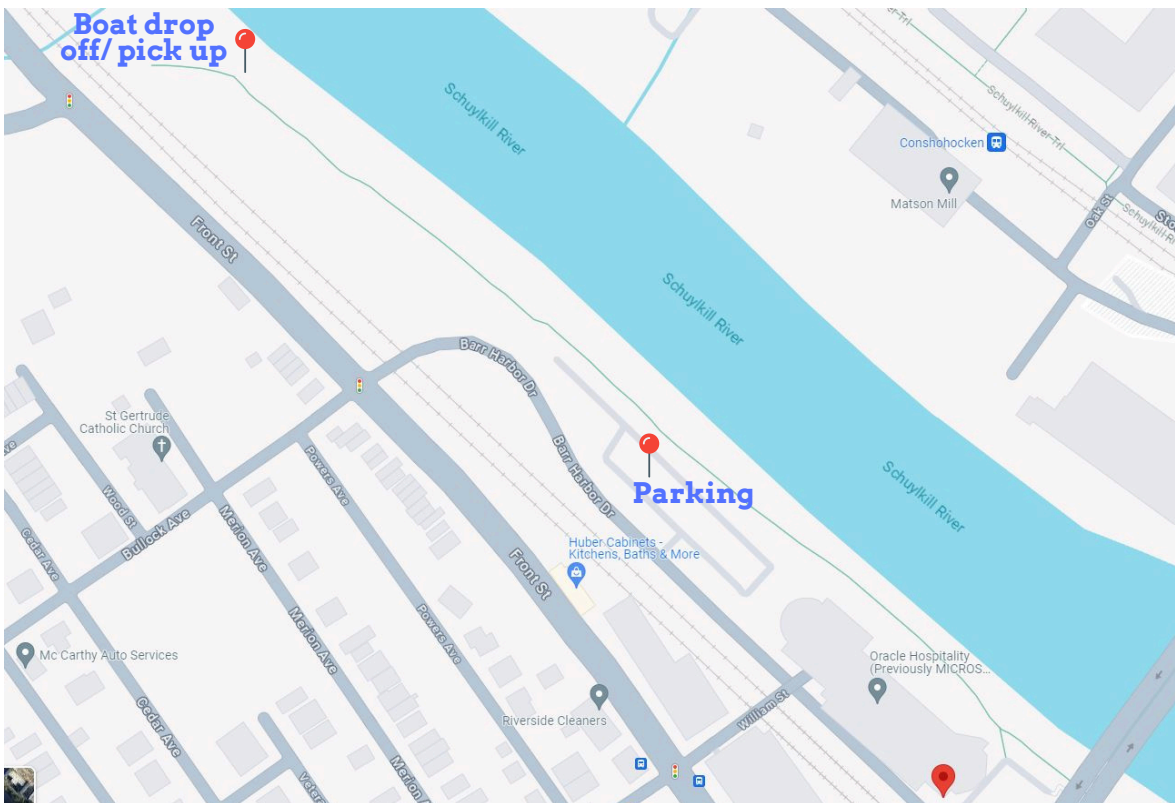 Boat drop
off/ pick up
Schuylkill River
Schuylkill River-Trl
Conshohocken
Matson Mill
Oak St
Front St
Schuylkill River
Barr Harbor Dr
St Gertrude
Catholic Church
Parking
Barr Harbor Dr
Powers Ave
Wood St
Bullock Ave
Merion Ave
Schuylkill River
Cedar Ave
Huber Cabinets -
Kitchens, Baths & More
Front St
Powers Ave
Merion Ave
Mc Carthy Auto Services
Oracle Hospitality
(Previously MICROS...
Riverside Cleaners
William St
Cedar Ave
Merion Ave